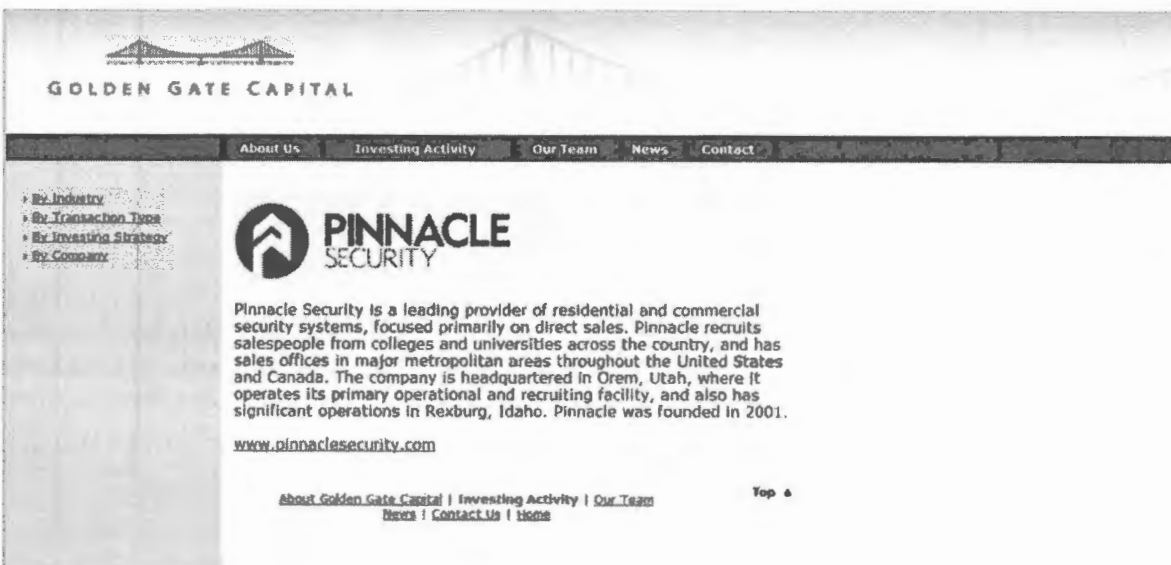 GOLDEN GATE CAPITAL
About Us Investing Activity Our Team News Contact
By Industry
By Transaction Type
By Investing Strategy
By Company
PINNACLE
SECURITY
Pinnacle Security is a leading provider of residential and commercial
security systems, focused primarily on direct sales. Pinnacle recruits
salespeople from colleges and universities across the country, and has
sales offices in major metropolitan areas throughout the United States
and Canada. The company is headquartered in Orem, Utah, where it
operates its primary operational and recruiting facility, and also has
significant operations in Rexburg, Idaho. Pinnacle was founded in 2001.
www.pinnaclesecurity.com
About Golden Gate Capital | Investing Activity | Our Team
News | Contact Us | Home
Top